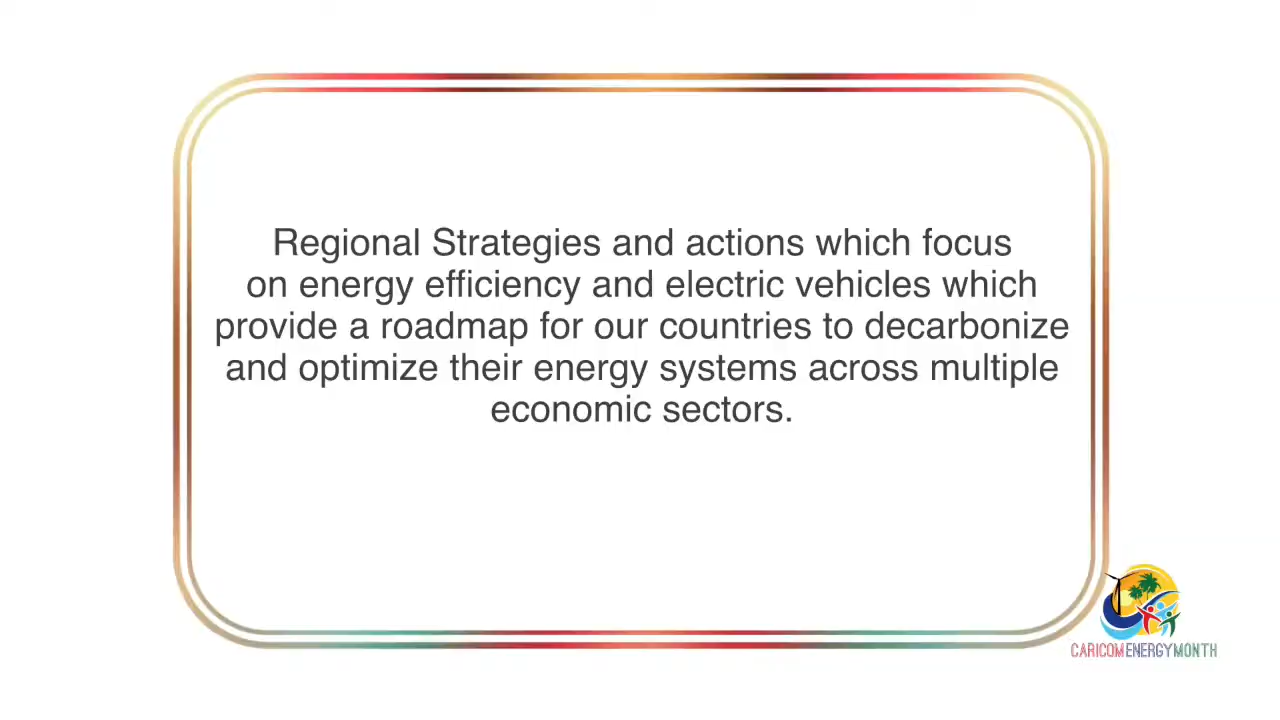 Regional Strategies and actions which focus
on energy efficiency and electric vehicles which
provide a roadmap for our countries to decarbonize
and optimize their energy systems across multiple
economic sectors.
CARICOMENERGYMONTH